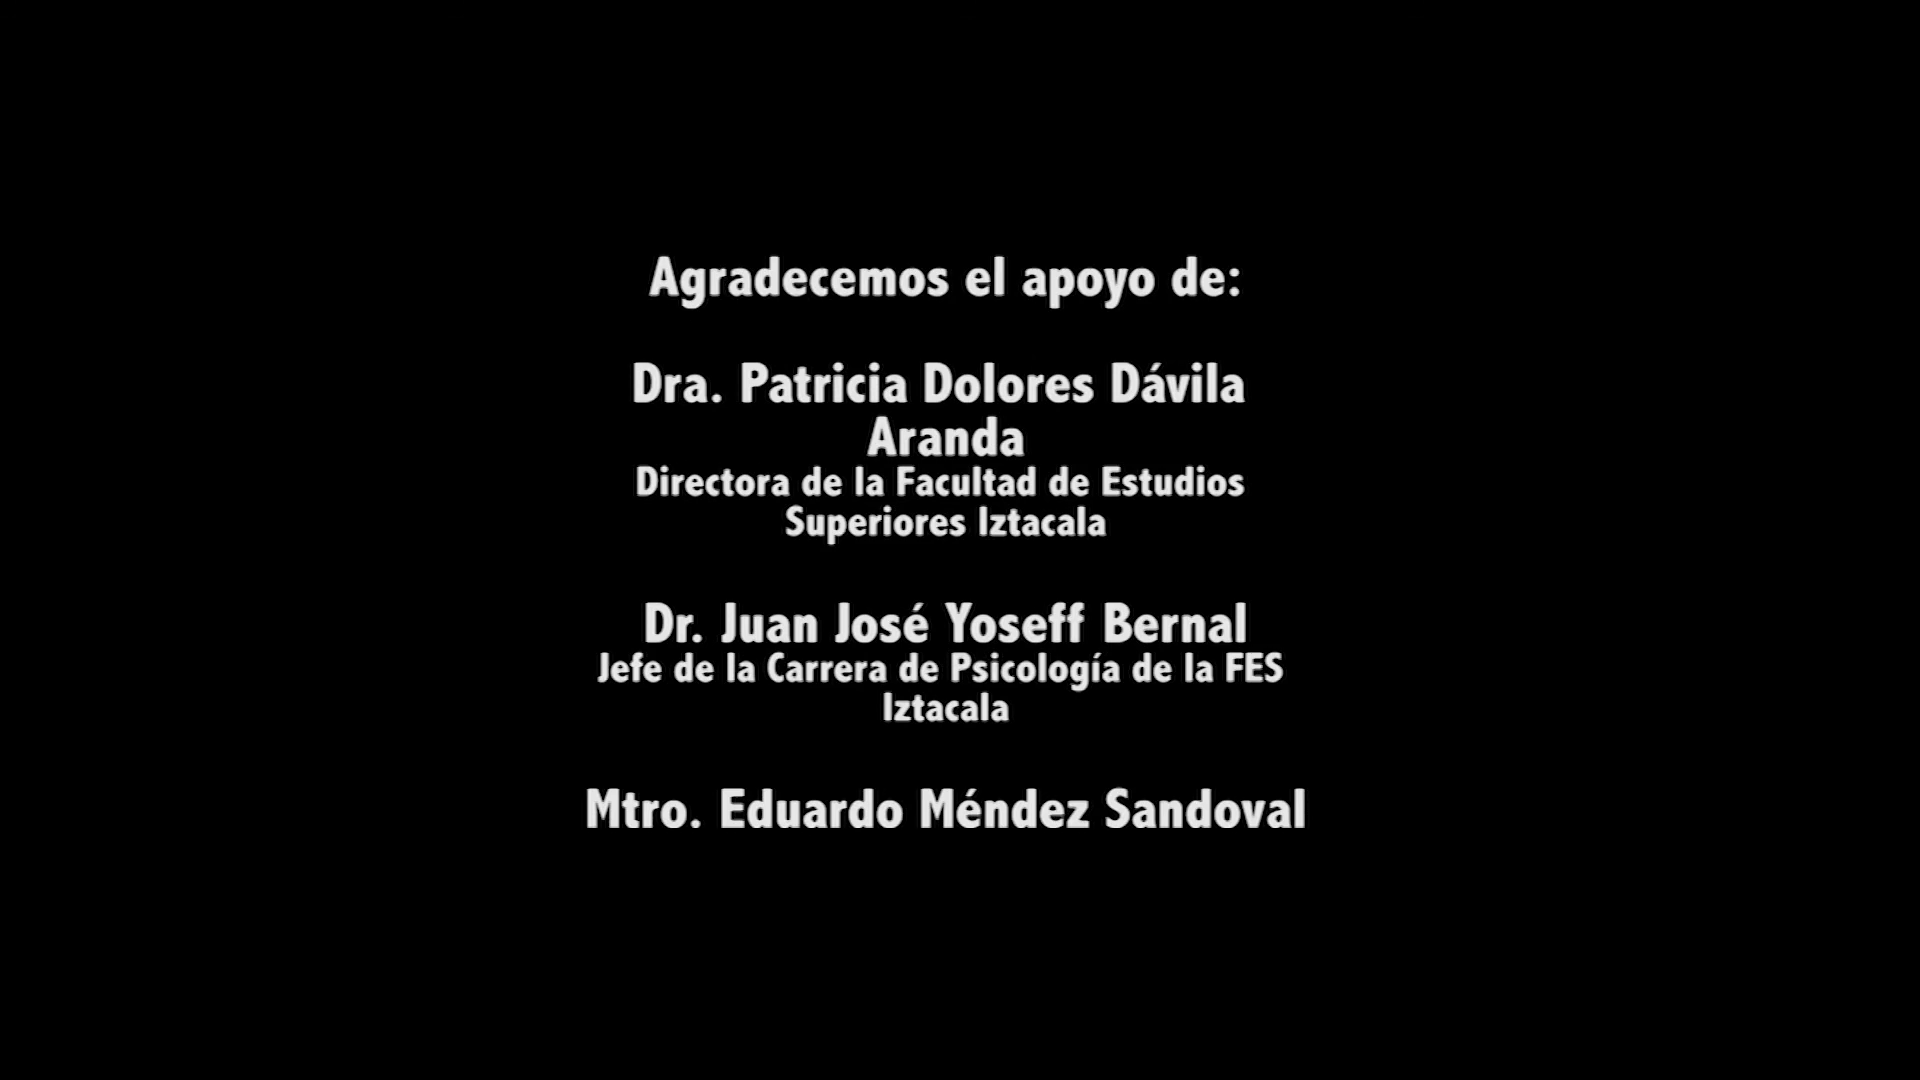 Agradecemos el apoyo de:
Dra. Patricia Dolores Dávila
Aranda
Directora de la Facultad de Estudios
Superiores Iztacala
Dr. Juan José Yoseff Bernal
Jefe de la Carrera de Psicología de la FES
Iztacala
Mtro. Eduardo Méndez Sandoval